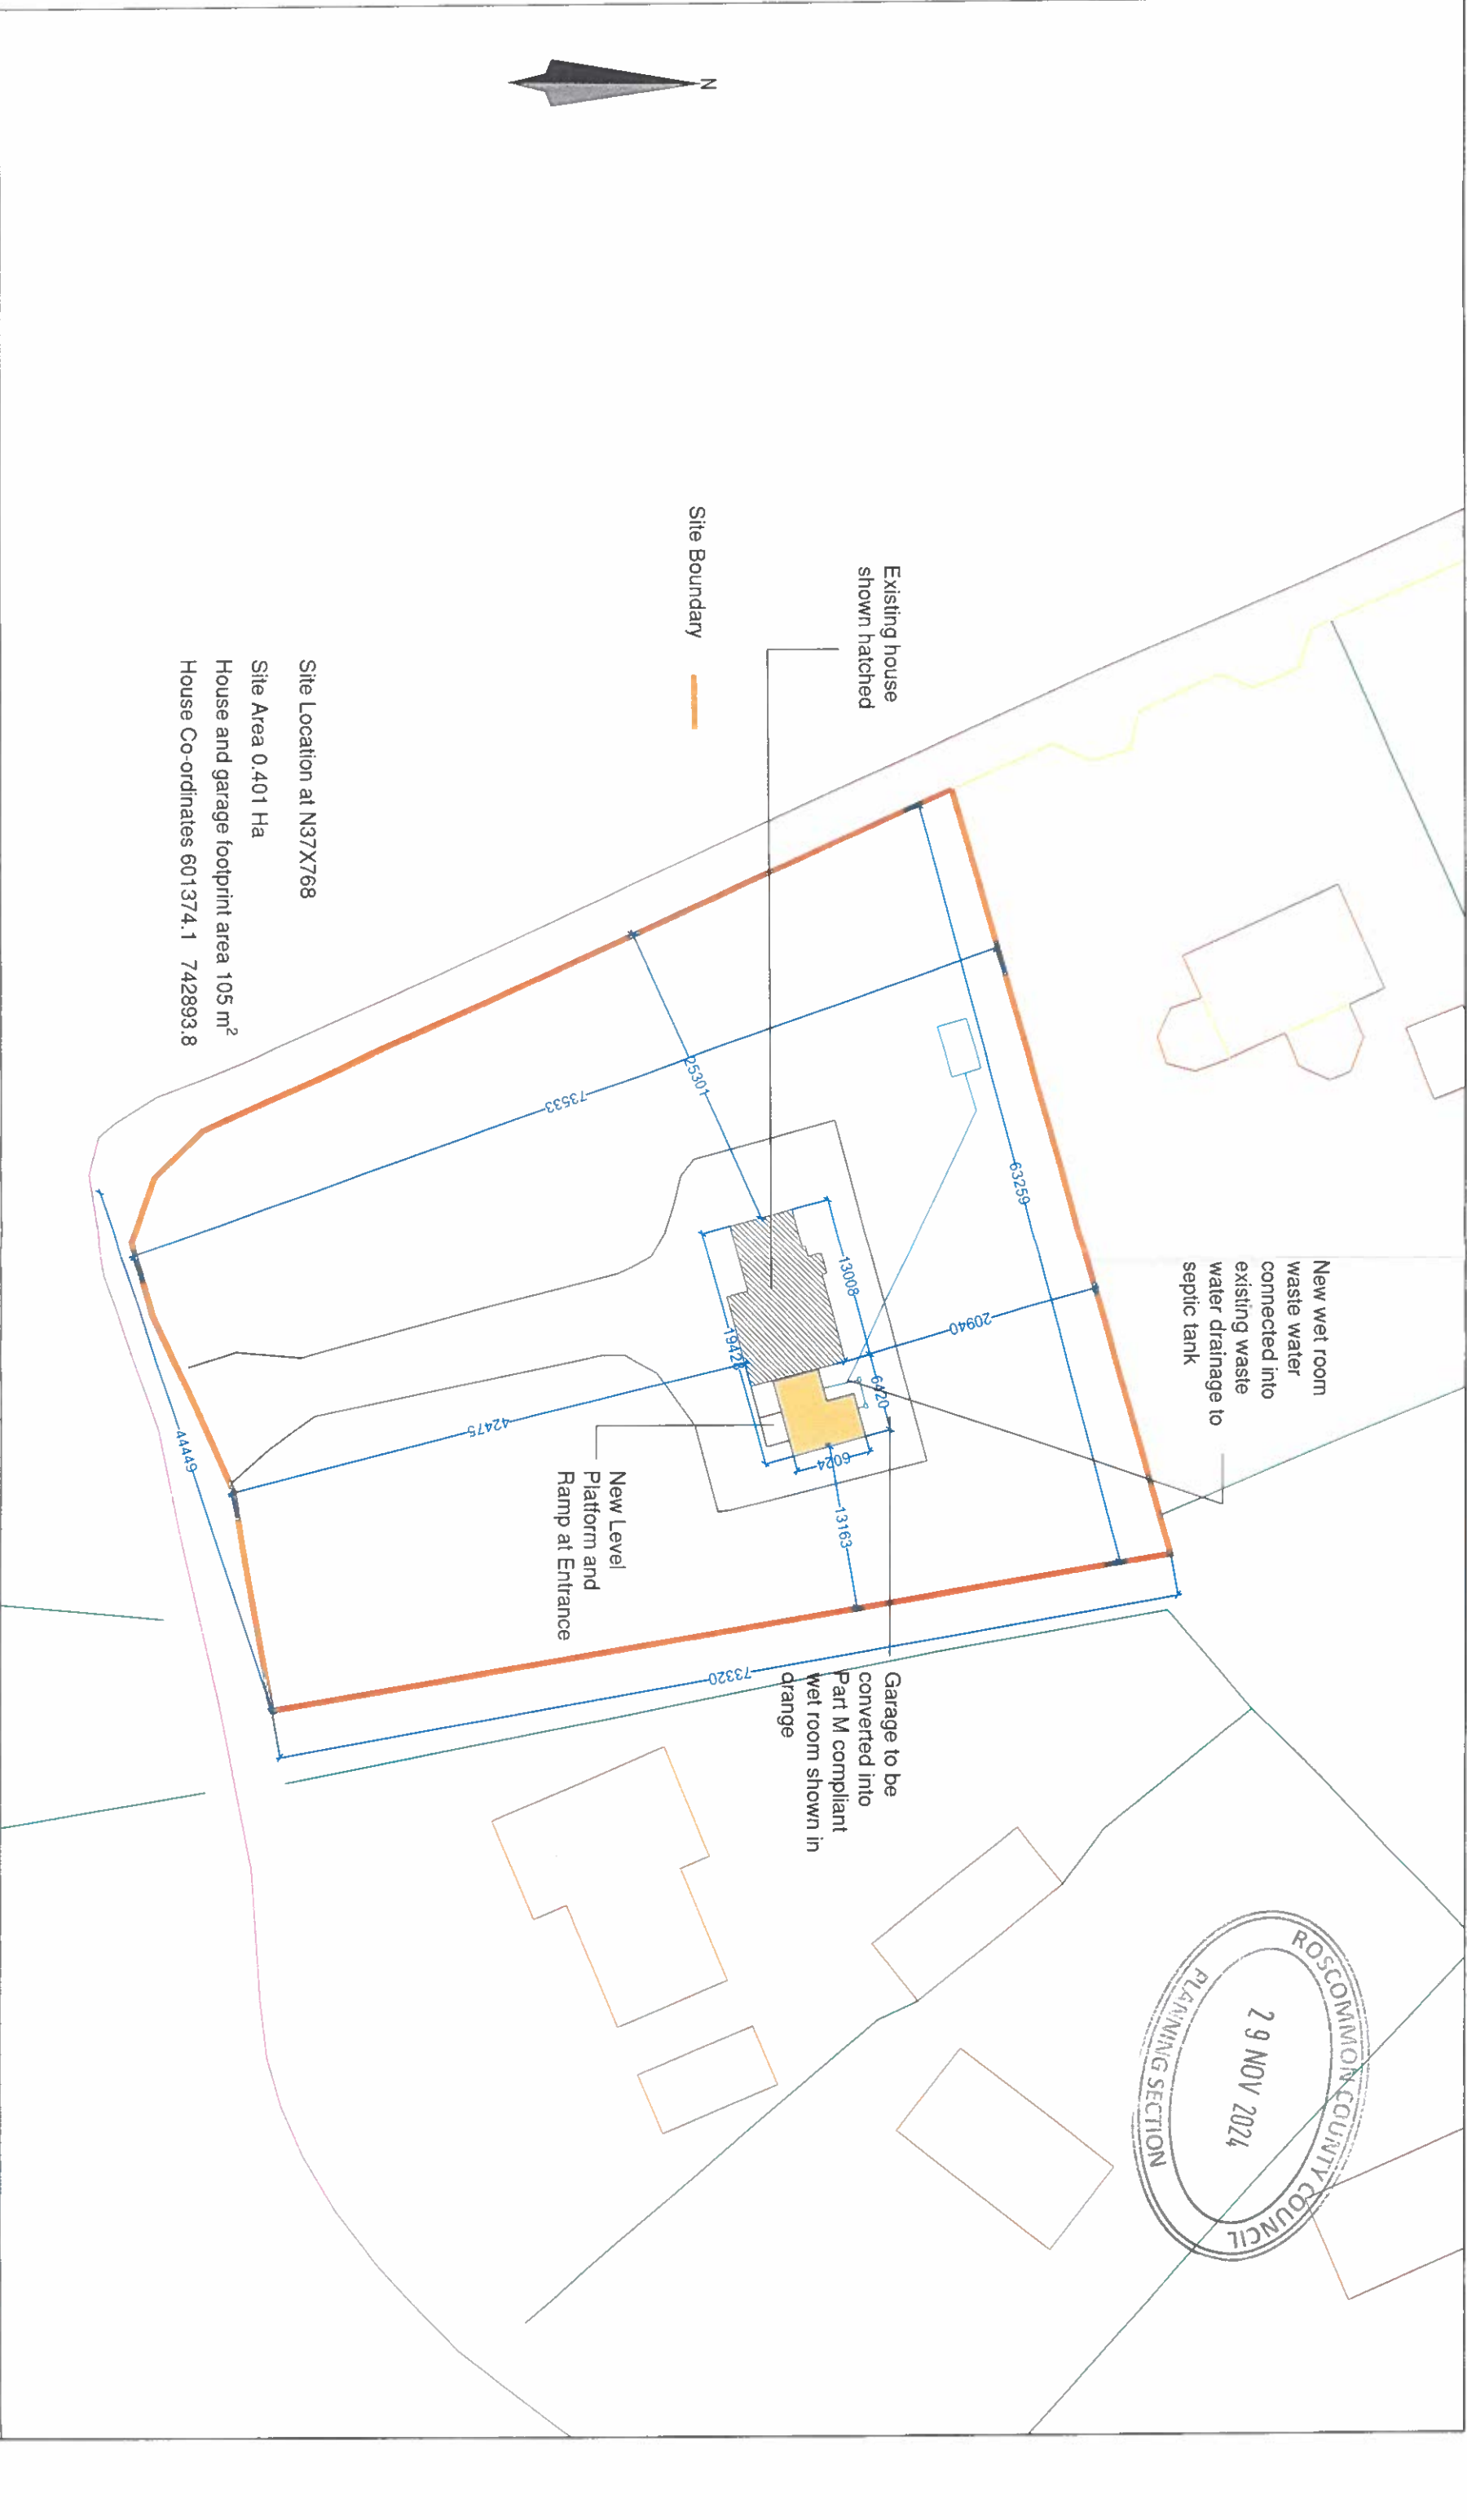 N
New wet room
waste water
connected into
existing waste
water drainage to
septic tank
Existing house
shown hatched
Site Boundary
63259
25301
73533
13008
20940
6420
19428
6024
13163
42475
44449
73320
New Level
Platform and
Ramp at Entrance
Garage to be
converted into
Part M compliant
wet room shown in
orange
Site Location at N37X768
Site Area 0.401 Ha
House and garage footprint area 105 m²
House Co-ordinates 601374.1 742893.8
ROSCOMMON COUNTY COUNCIL
29 NOV 2024
PLANNING SECTION